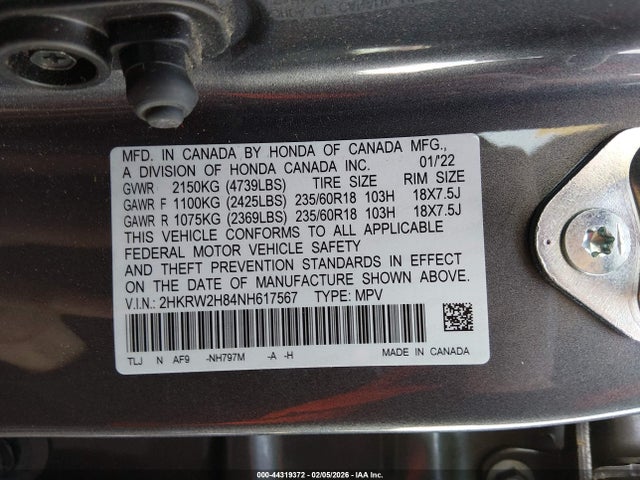 MFD. IN CANADA BY HONDA OF CANADA MFG.,
A DIVISION OF HONDA CANADA INC. 01/'22
GVWR 2150KG (4739LBS) TIRE SIZE RIM SIZE
GAWR F 1100KG (2425LBS) 235/60R18 103H 18X7.5J
GAWR R 1075KG (2369LBS) 235/60R18 103H 18X7.5J
THIS VEHICLE CONFORMS TO ALL APPLICABLE
FEDERAL MOTOR VEHICLE SAFETY
AND THEFT PREVENTION STANDARDS IN EFFECT
ON THE DATE OF MANUFACTURE SHOWN ABOVE.
V.I.N.: 2HKRW2H84NH617567 TYPE: MPV
TLJ N AF9 -NH797M -A -H
MADE IN CANADA
000-44319372 - 02/05/2026 - IAA Inc.